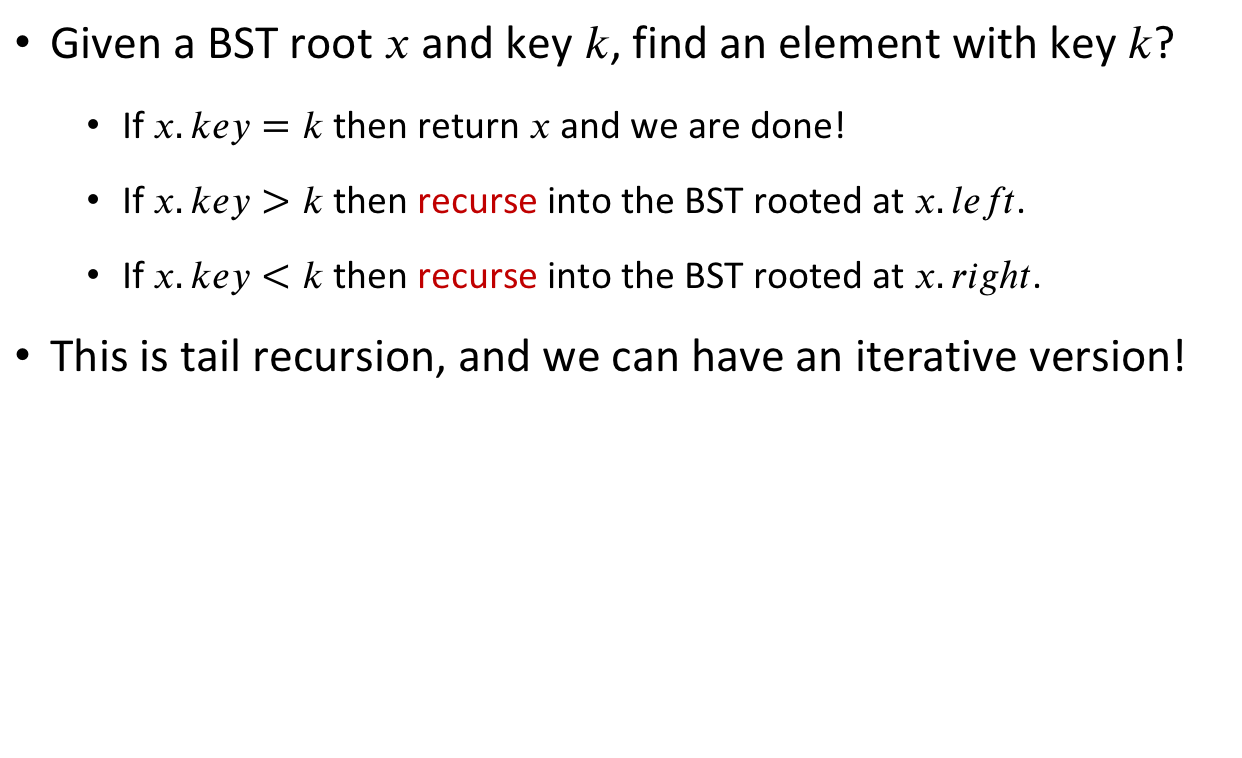 • Given a BST root x and key k, find an element with key k?
• If x.key = k then return x and we are done!
• If x.key > k then recurse into the BST rooted at x.left.
• If x.key < k then recurse into the BST rooted at x.right.
• This is tail recursion, and we can have an iterative version!